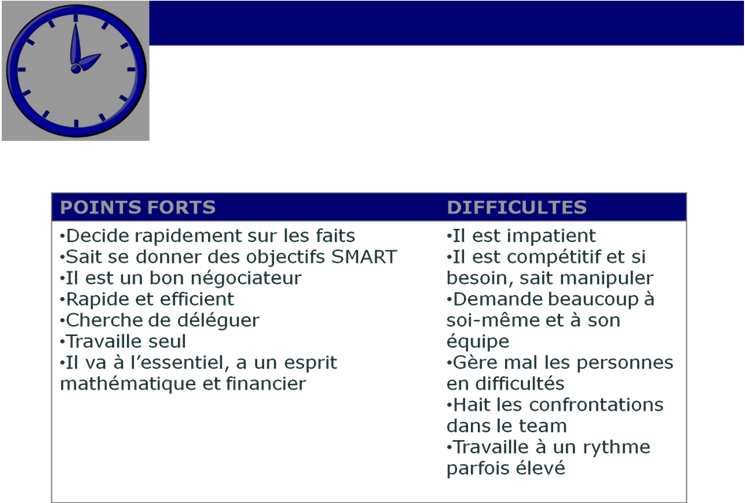 POINTS FORTS
•Decide rapidement sur les faits
•Sait se donner des objectifs SMART
•Il est un bon négociateur
•Rapide et efficient
•Cherche de déléguer
•Travaille seul
•Il va à l’essentiel, a un esprit
mathématique et financier
DIFFICULTES
•Il est impatient
•Il est compétitif et si
besoin, sait manipuler
•Demande beaucoup à
soi-même et à son
équipe
•Gère mal les personnes
en difficultés
•Hait les confrontations
dans le team
•Travaille à un rythme
parfois élevé